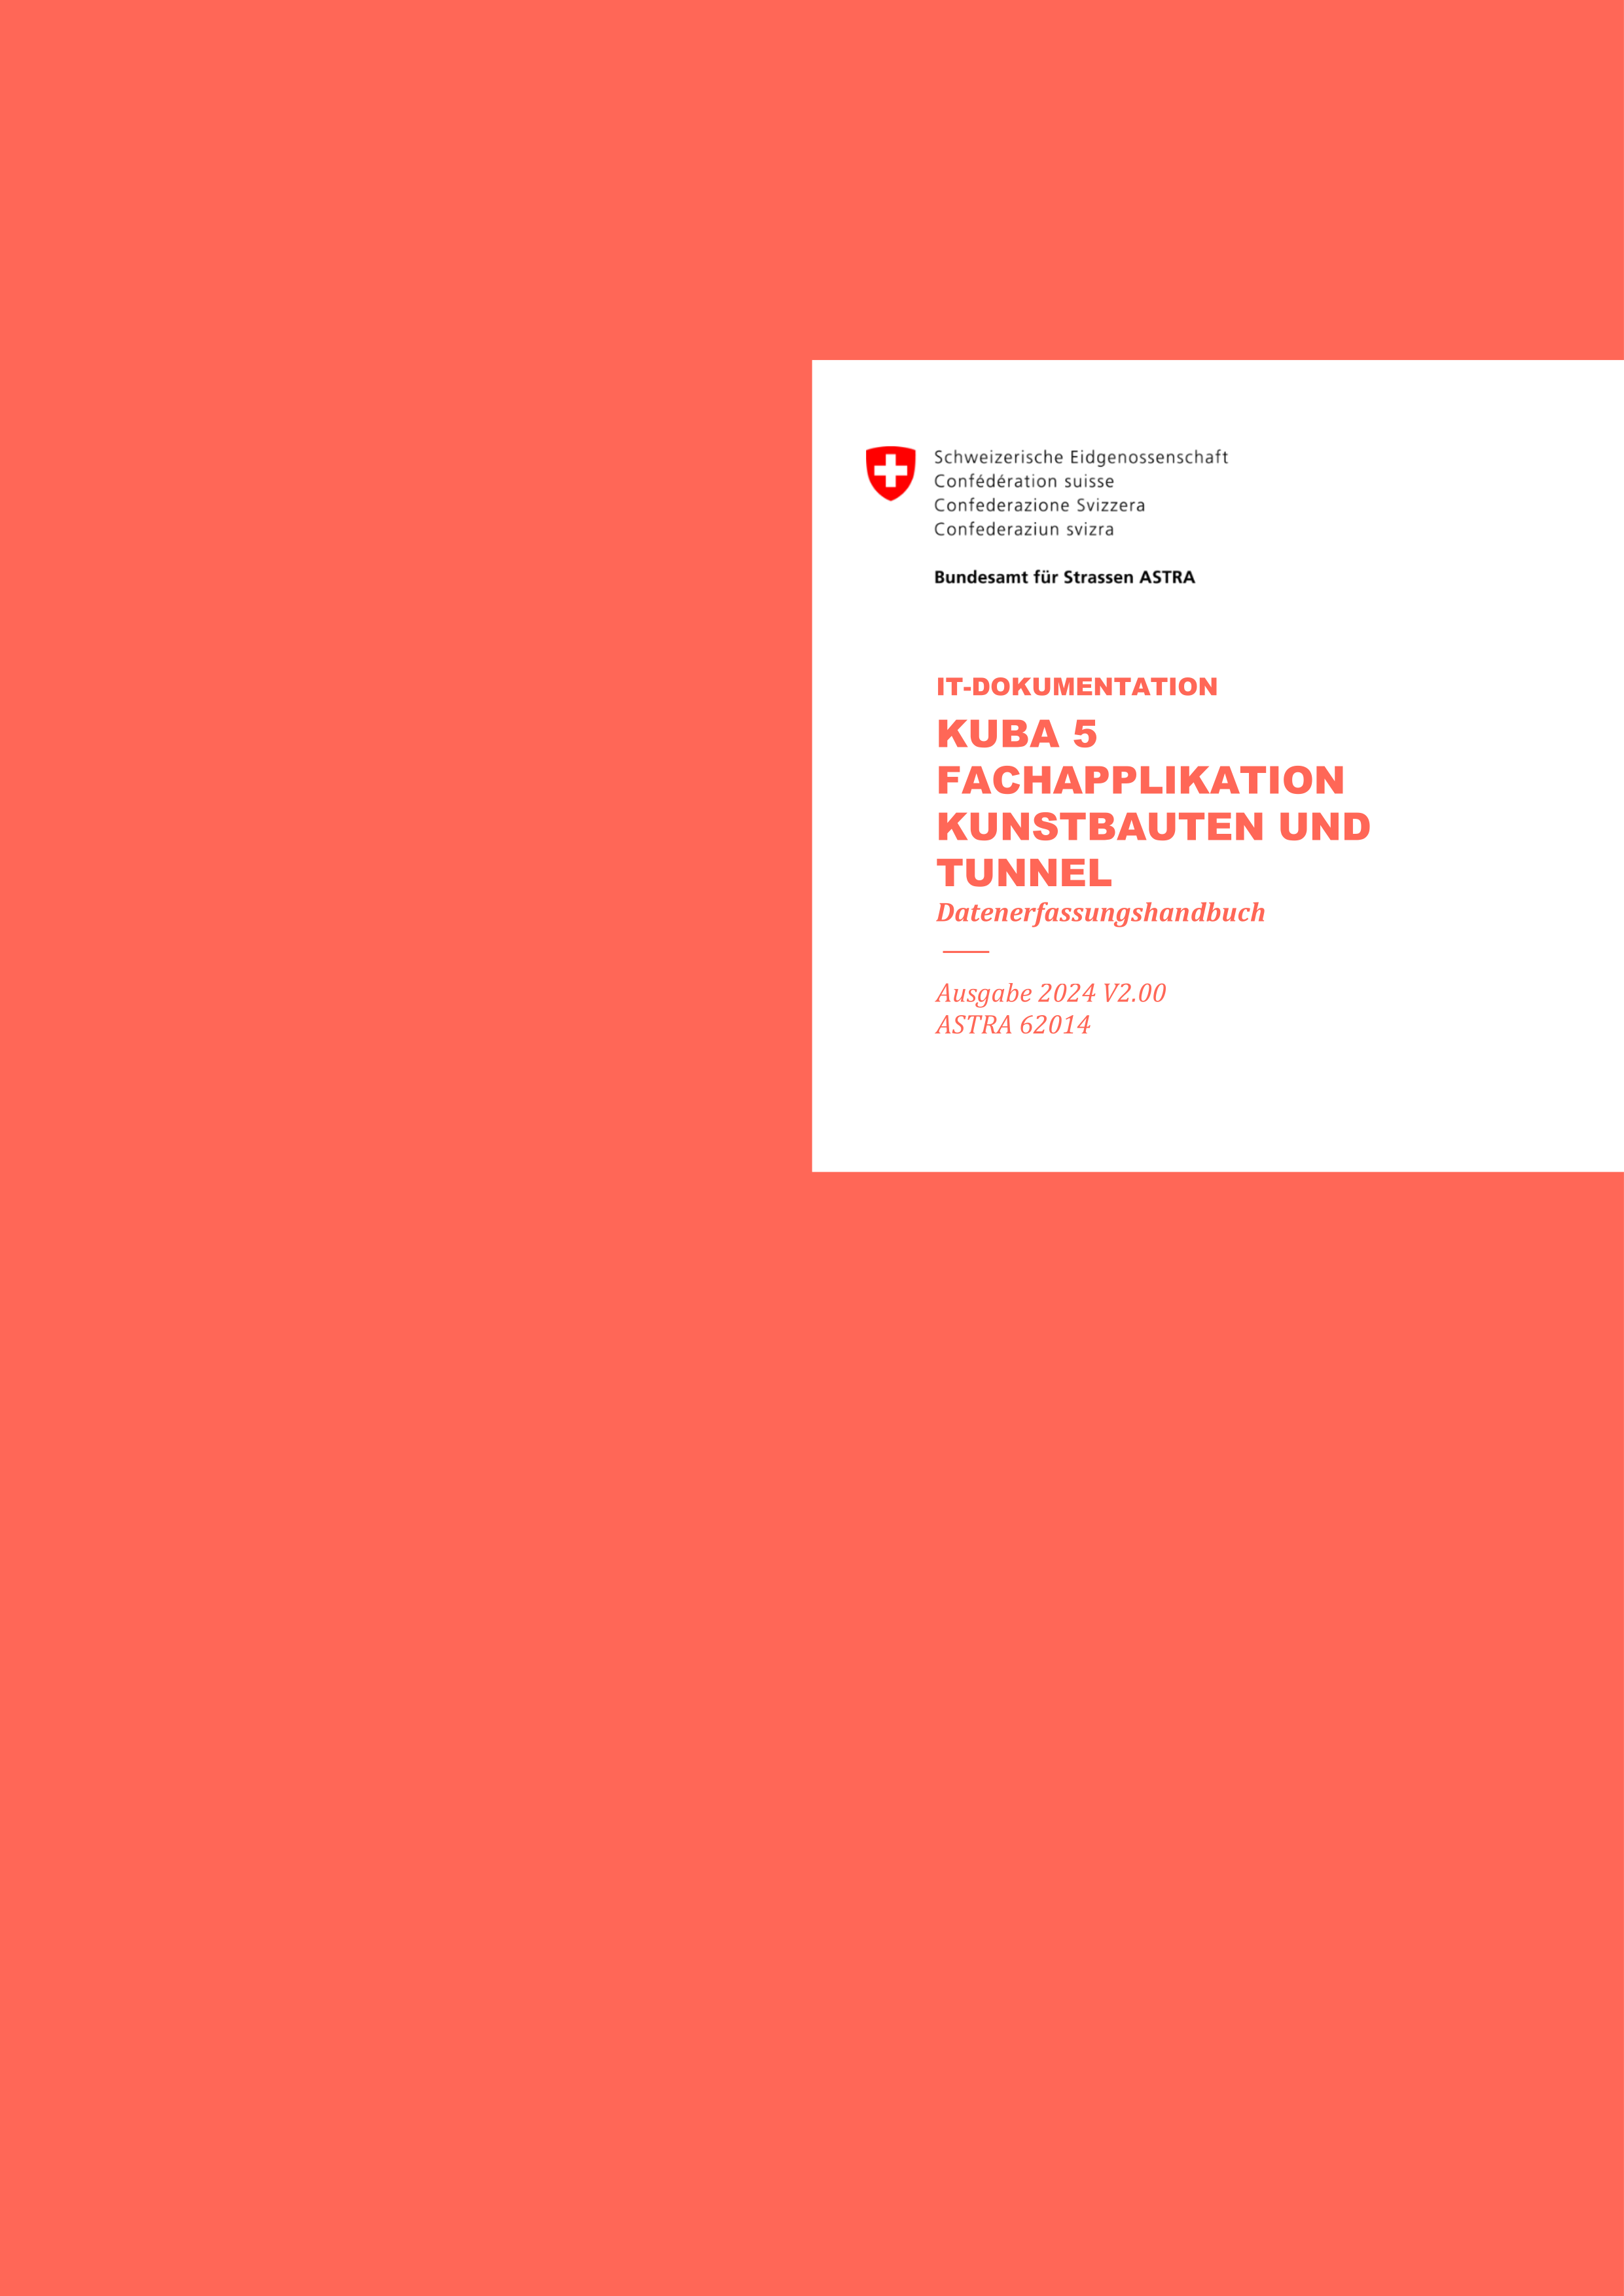 Schweizerische Eidgenossenschaft
Confédération suisse
Confederazione Svizzera
Confederaziun svizra
Bundesamt für Strassen ASTRA
IT-DOKUMENTATION
KUBA 5
FACHAPPLIKATION
KUNSTBAUTEN UND
TUNNEL
Datenerfassungshandbuch
Ausgabe 2024 V2.00
ASTRA 62014